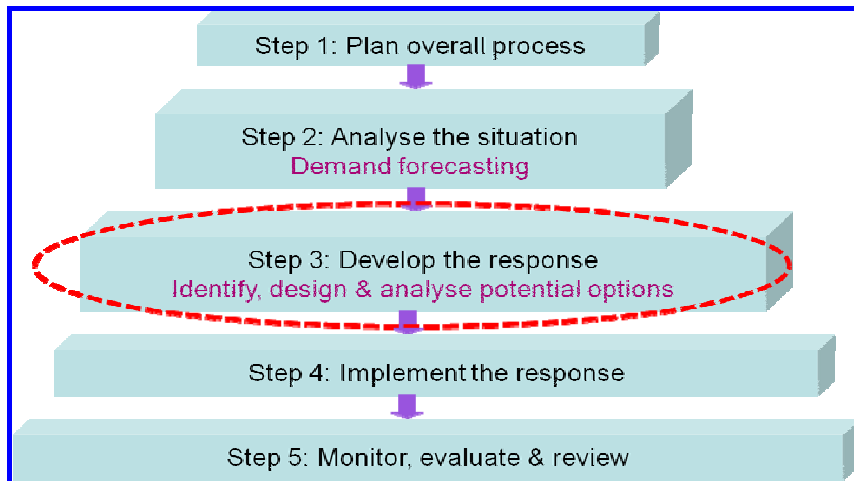 Step 1: Plan overall process
Step 2: Analyse the situation
Demand forecasting
Step 3: Develop the response
Identify, design & analyse potential options
Step 4: Implement the response
Step 5: Monitor, evaluate & review